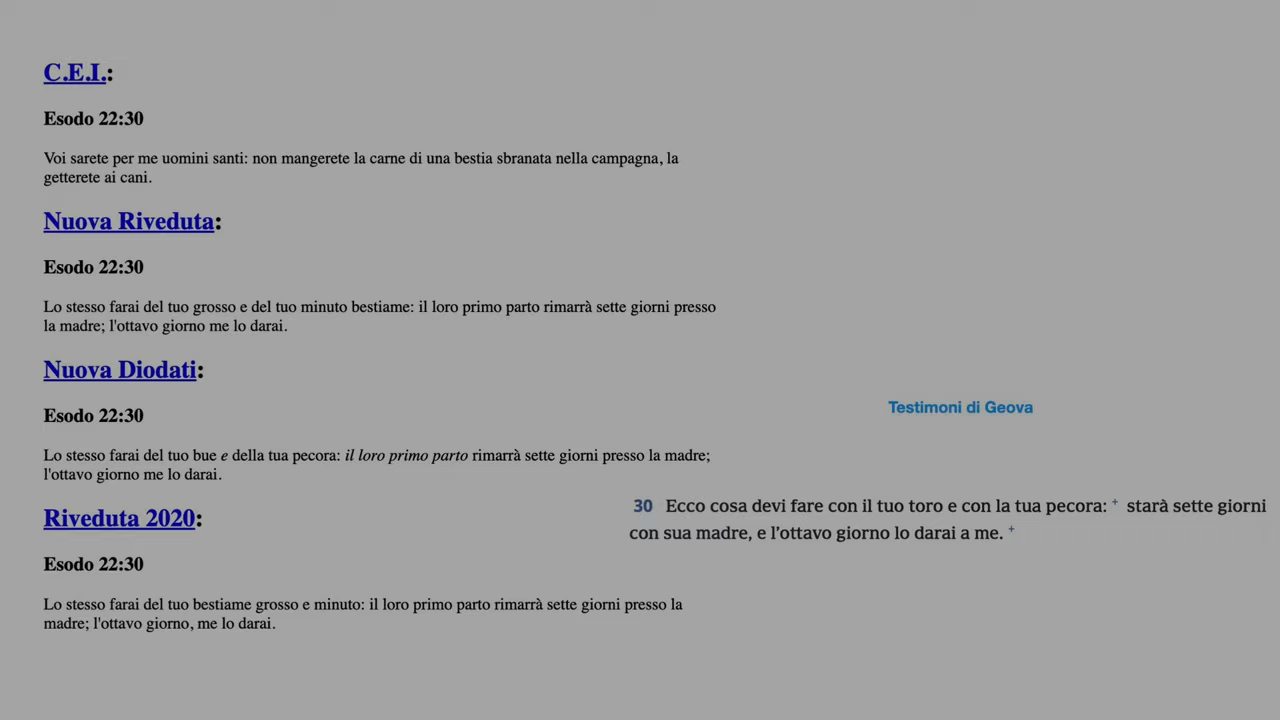 C.E.I.:
Esodo 22:30
Voi sarete per me uomini santi: non mangerete la carne di una bestia sbranata nella campagna, la
getterete ai cani.
Nuova Riveduta:
Esodo 22:30
Lo stesso farai del tuo grosso e del tuo minuto bestiame: il loro primo parto rimarrà sette giorni presso
la madre; l'ottavo giorno me lo darai.
Nuova Diodati:
Esodo 22:30
Lo stesso farai del tuo bue e della tua pecora: il loro primo parto rimarrà sette giorni presso la madre;
l'ottavo giorno me lo darai.
Riveduta 2020:
Esodo 22:30
Lo stesso farai del tuo bestiame grosso e minuto: il loro primo parto rimarrà sette giorni presso la
madre; l'ottavo giorno, me lo darai.
Testimoni di Geova
30 Ecco cosa devi fare con il tuo toro e con la tua pecora: + starà sette giorni
con sua madre, e l’ottavo giorno lo darai a me. +